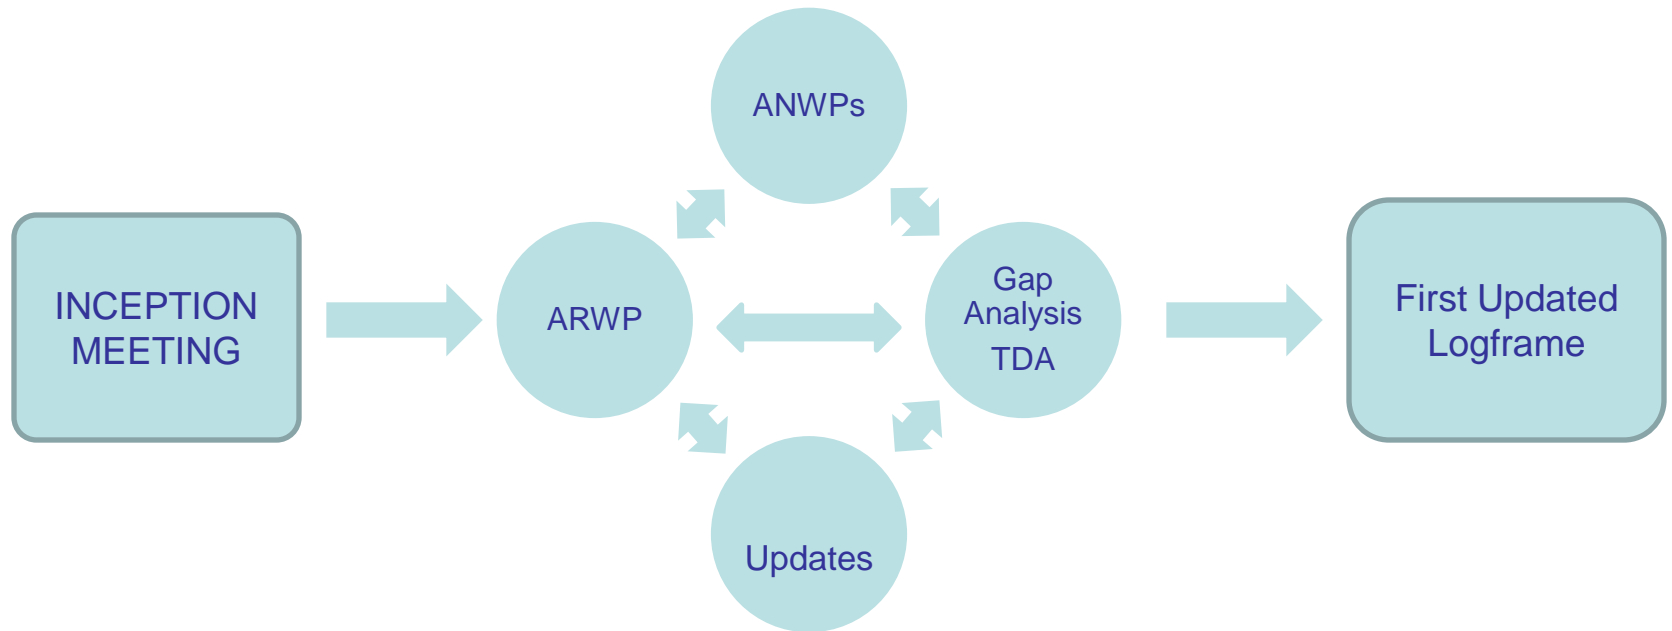 INCEPTION
MEETING
ARWP
ANWPs
Gap
Analysis
TDA
Updates
First Updated
Logframe